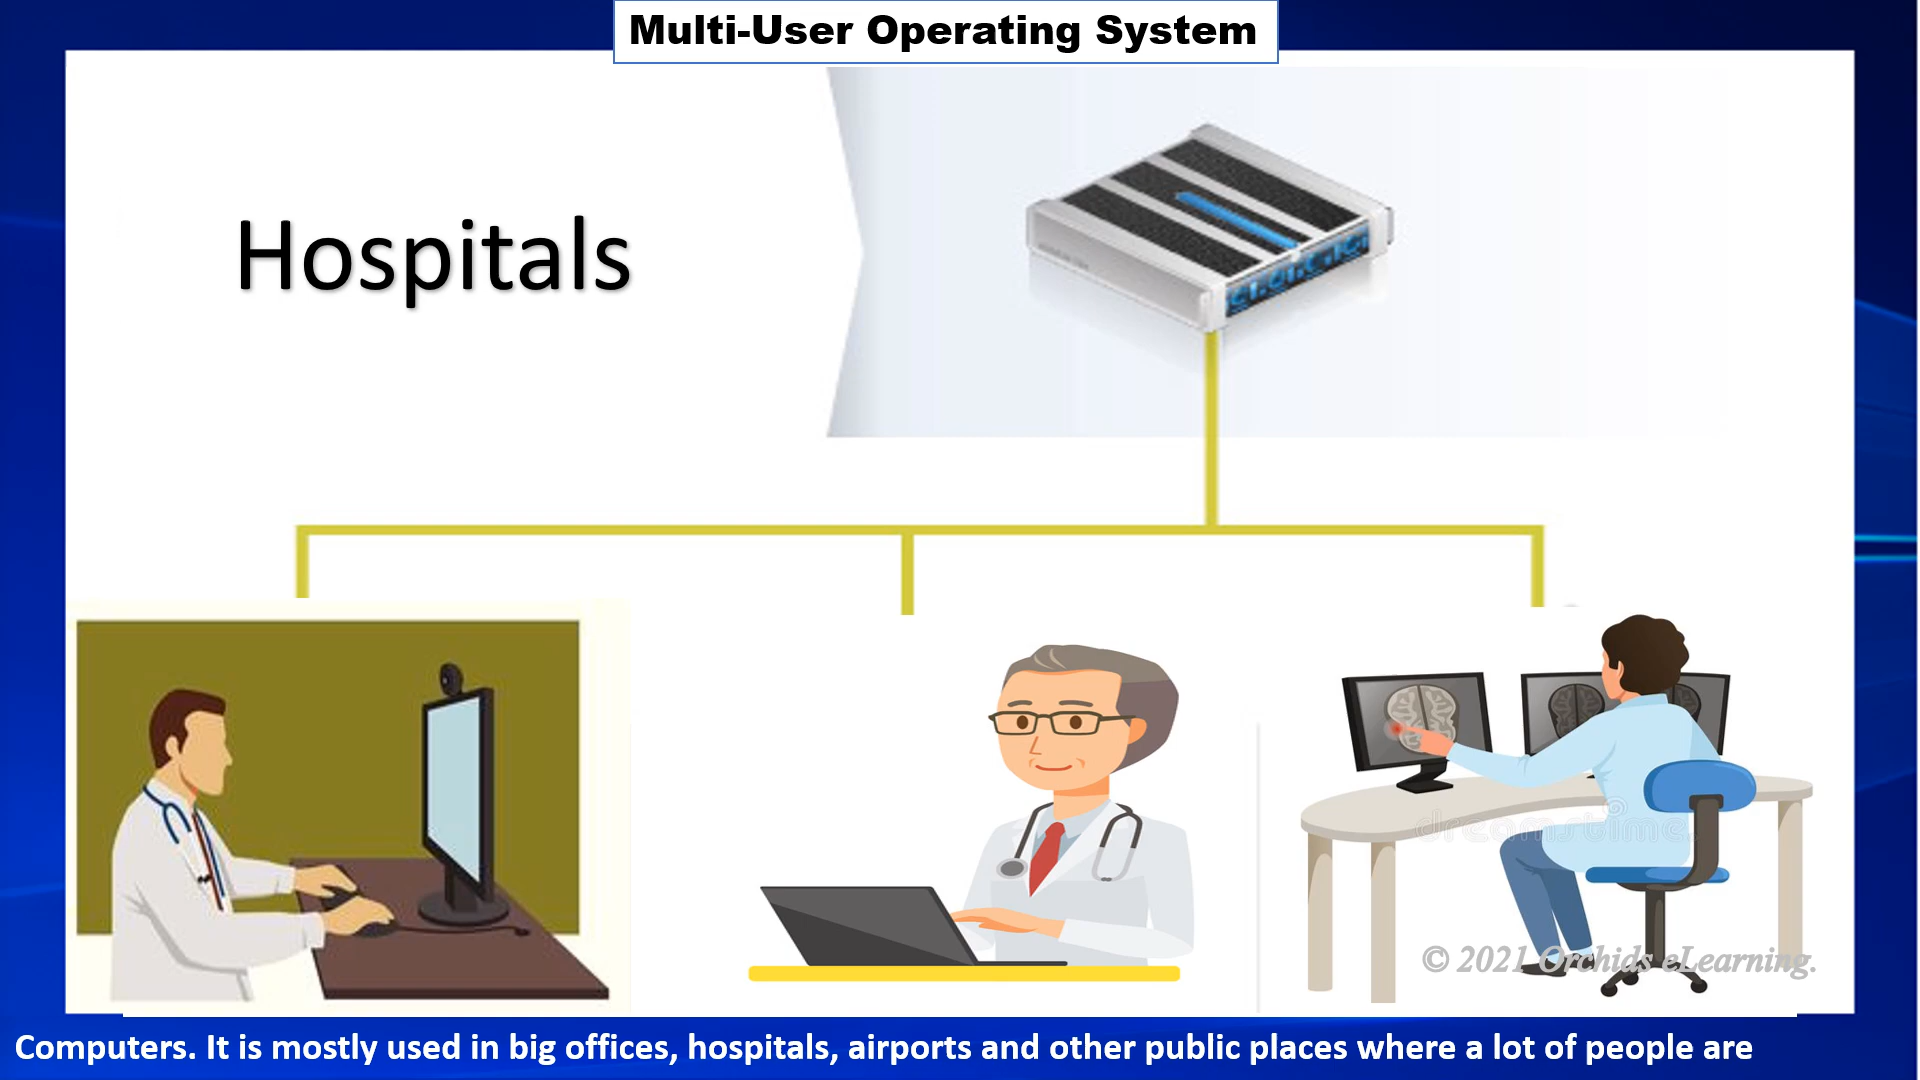 Multi-User Operating System
Hospitals
dreamstime
© 2021 Orchids eLearning.
Computers. It is mostly used in big offices, hospitals, airports and other public places where a lot of people are